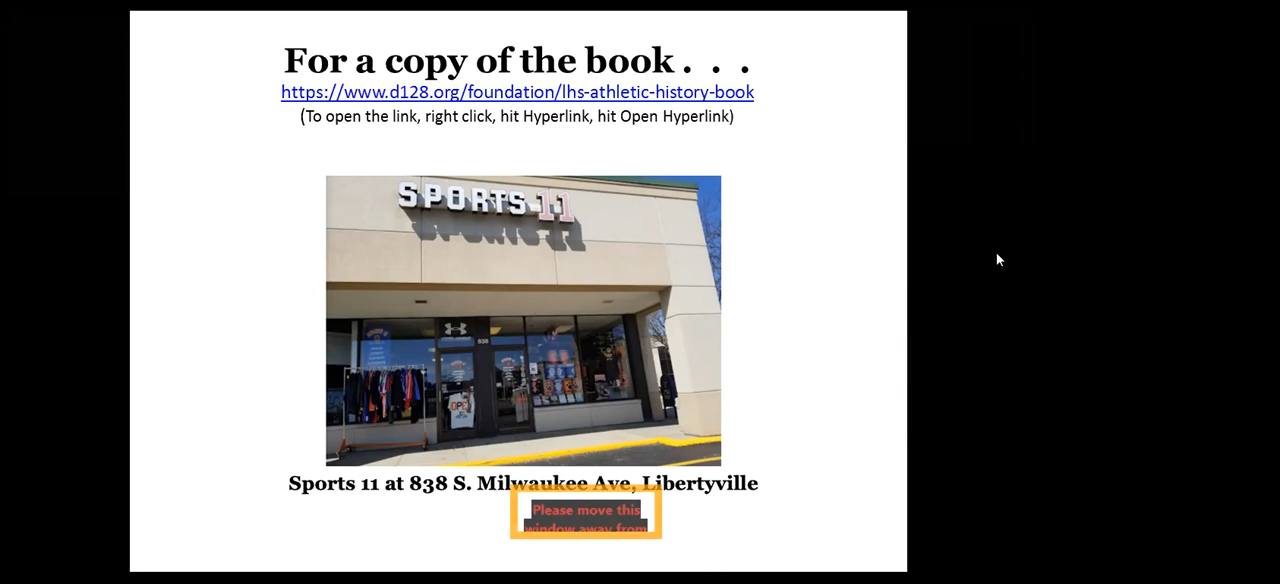 For a copy of the book . . .
https://www.d128.org/foundation/lhs-athletic-history-book
(To open the link, right click, hit Hyperlink, hit Open Hyperlink)
SPORTS 11
838
OPE
Sports 11 at 838 S. Milwaukee Ave, Libertyville
Please move this
window away from